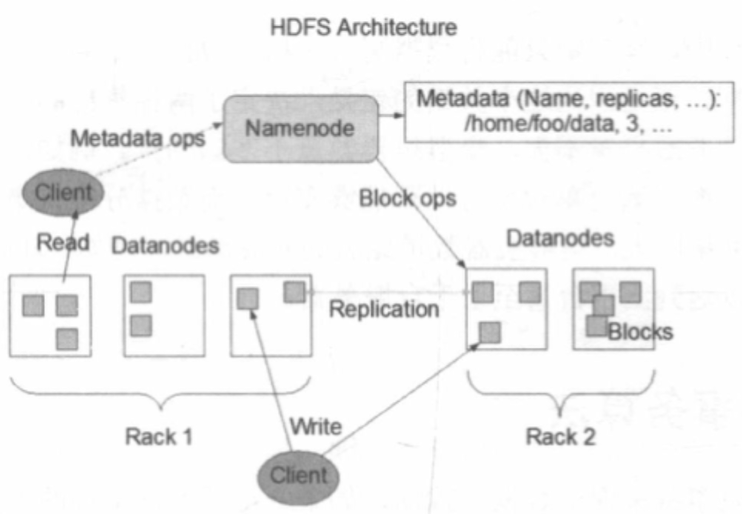 HDFS Architecture
Metadata (Name, replicas, ...):
/home/foo/data, 3, ...
Namenode
Metadata ops
Client
Block ops
Read
Datanodes
Datanodes
Replication
Blocks
Rack 1
Write
Rack 2
Client